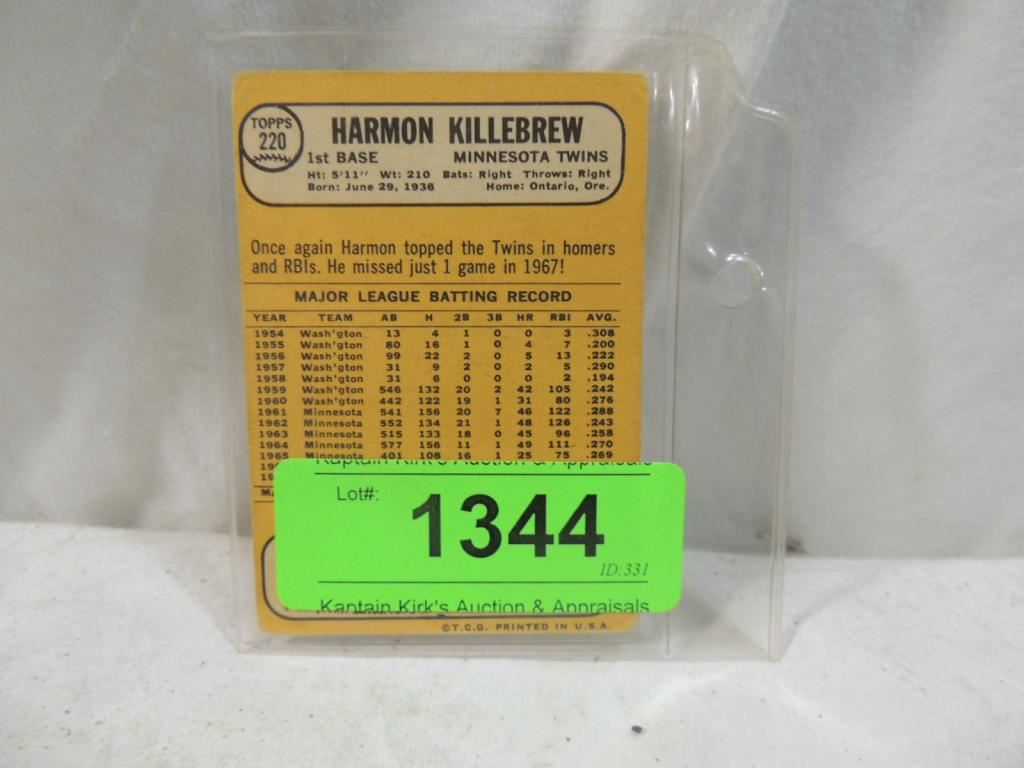 TOPPS
220
HARMON KILLEBREW
1st BASE MINNESOTA TWINS
Ht: 5'11" Wt: 210 Bats: Right Throws: Right
Born: June 29, 1936 Home: Ontario, Ore.
Once again Harmon topped the Twins in homers
and RBIs. He missed just 1 game in 1967!
MAJOR LEAGUE BATTING RECORD
YEAR TEAM AB H 2B 3B HR RBI AVG.
1954 Wash'gton 13 4 1 0 0 3 .308
1955 Wash'gton 80 16 1 0 4 7 .200
1956 Wash'gton 99 22 2 0 5 13 .222
1957 Wash'gton 31 9 2 0 2 5 .290
1958 Wash'gton 31 6 0 0 0 2 .194
1959 Wash'gton 546 132 20 2 42 105 .242
1960 Wash'gton 442 122 19 1 31 80 .276
1961 Minnesota 541 156 20 7 46 122 .288
1962 Minnesota 552 134 21 1 48 126 .243
1963 Minnesota 515 133 18 0 45 96 .258
1964 Minnesota 577 156 11 1 49 111 .270
1965 Minnesota 401 108 16 1 25 75 .269
Kaptain Kirk's Auction & Appraisals
Lot#:
1344
ID:331
Kaptain Kirk's Auction & Appraisals
©T.C.G. PRINTED IN U.S.A.